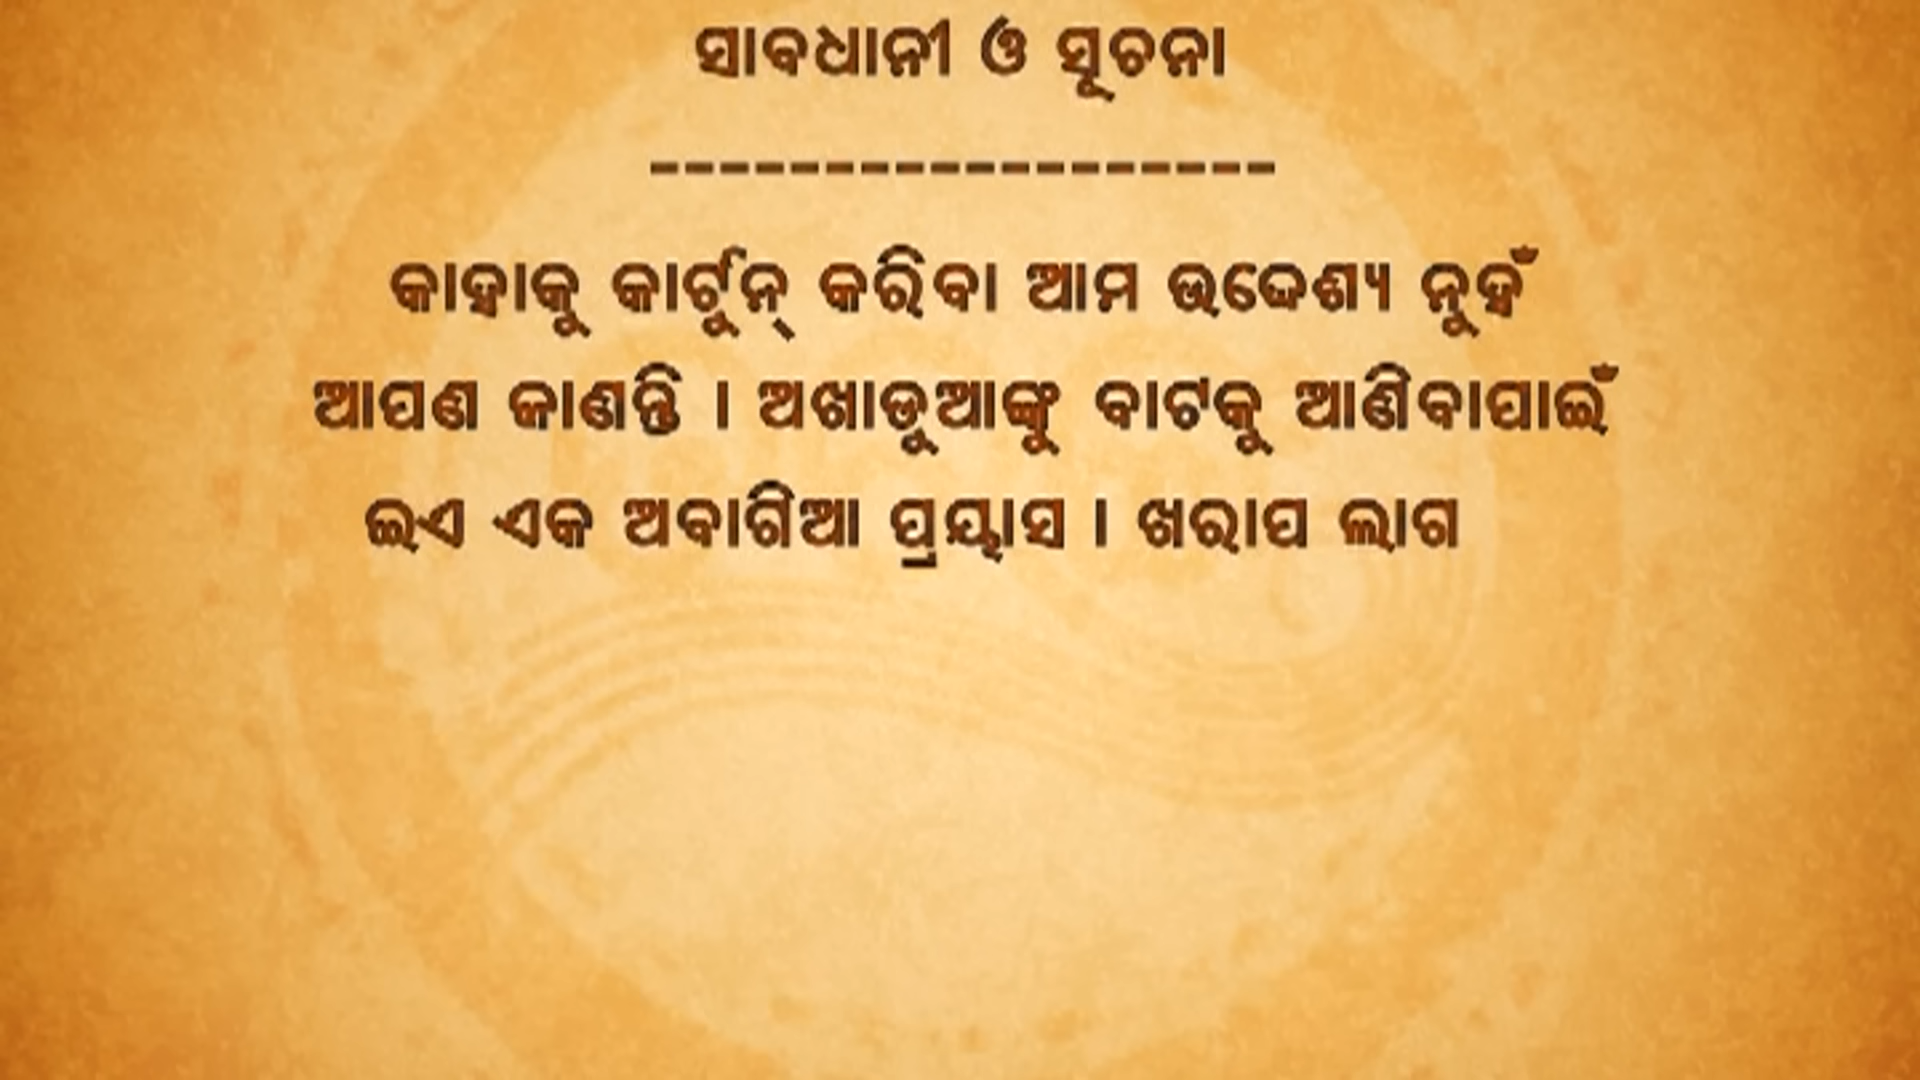 ସାବଧାନୀ ଓ ସୂଚନା
------------------
କାହାକୁ କାର୍ଟୁନ୍ କରିବା ଆମ ଉଦ୍ଦେଶ୍ୟ ନୁହଁ
ଆପଣ ଜାଣନ୍ତି । ଅଖାଡୁଆଙ୍କୁ ବାଟକୁ ଆଣିବାପାଇଁ
ଇଏ ଏକ ଅବାଗିଆ ପ୍ରୟାସ । ଖରାପ ଲାଗ